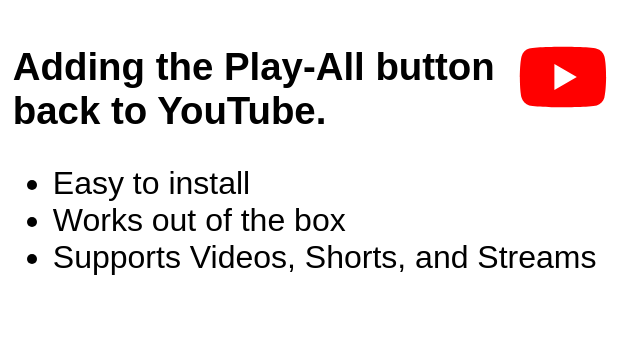 Adding the Play-All button
back to YouTube.
• Easy to install
• Works out of the box
• Supports Videos, Shorts, and Streams